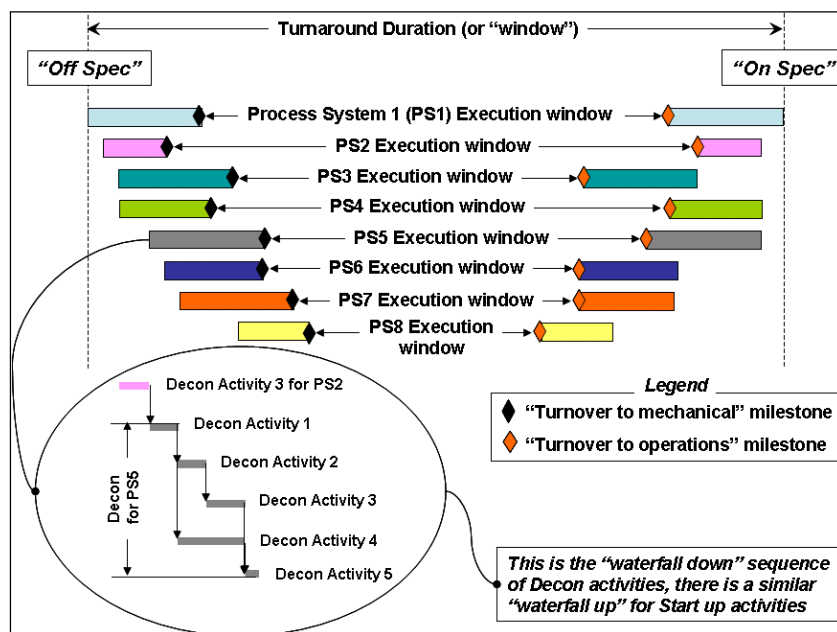 Turnaround Duration (or “window”)
“Off Spec”
“On Spec”
Process System 1 (PS1) Execution window
PS2 Execution window
PS3 Execution window
PS4 Execution window
PS5 Execution window
PS6 Execution window
PS7 Execution window
PS8 Execution
window
Decon Activity 3 for PS2
Decon Activity 1
Decon Activity 2
Decon Activity 3
Decon Activity 4
Decon Activity 5
Decon
for PS5
Legend
“Turnover to mechanical” milestone
“Turnover to operations” milestone
This is the “waterfall down” sequence
of Decon activities, there is a similar
“waterfall up” for Start up activities